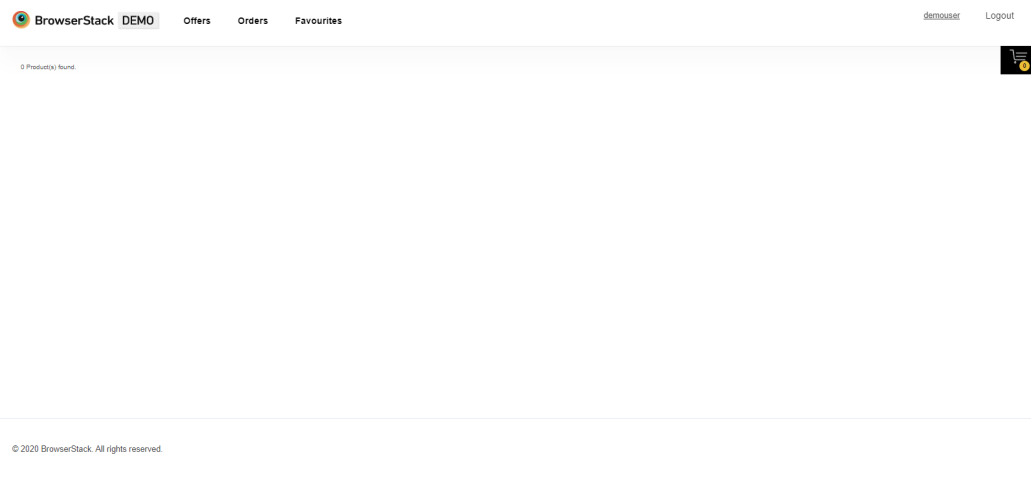 BrowserStack DEMO Offers Orders Favourites demouser Logout
0
0 Product(s) found.
© 2020 BrowserStack. All rights reserved.